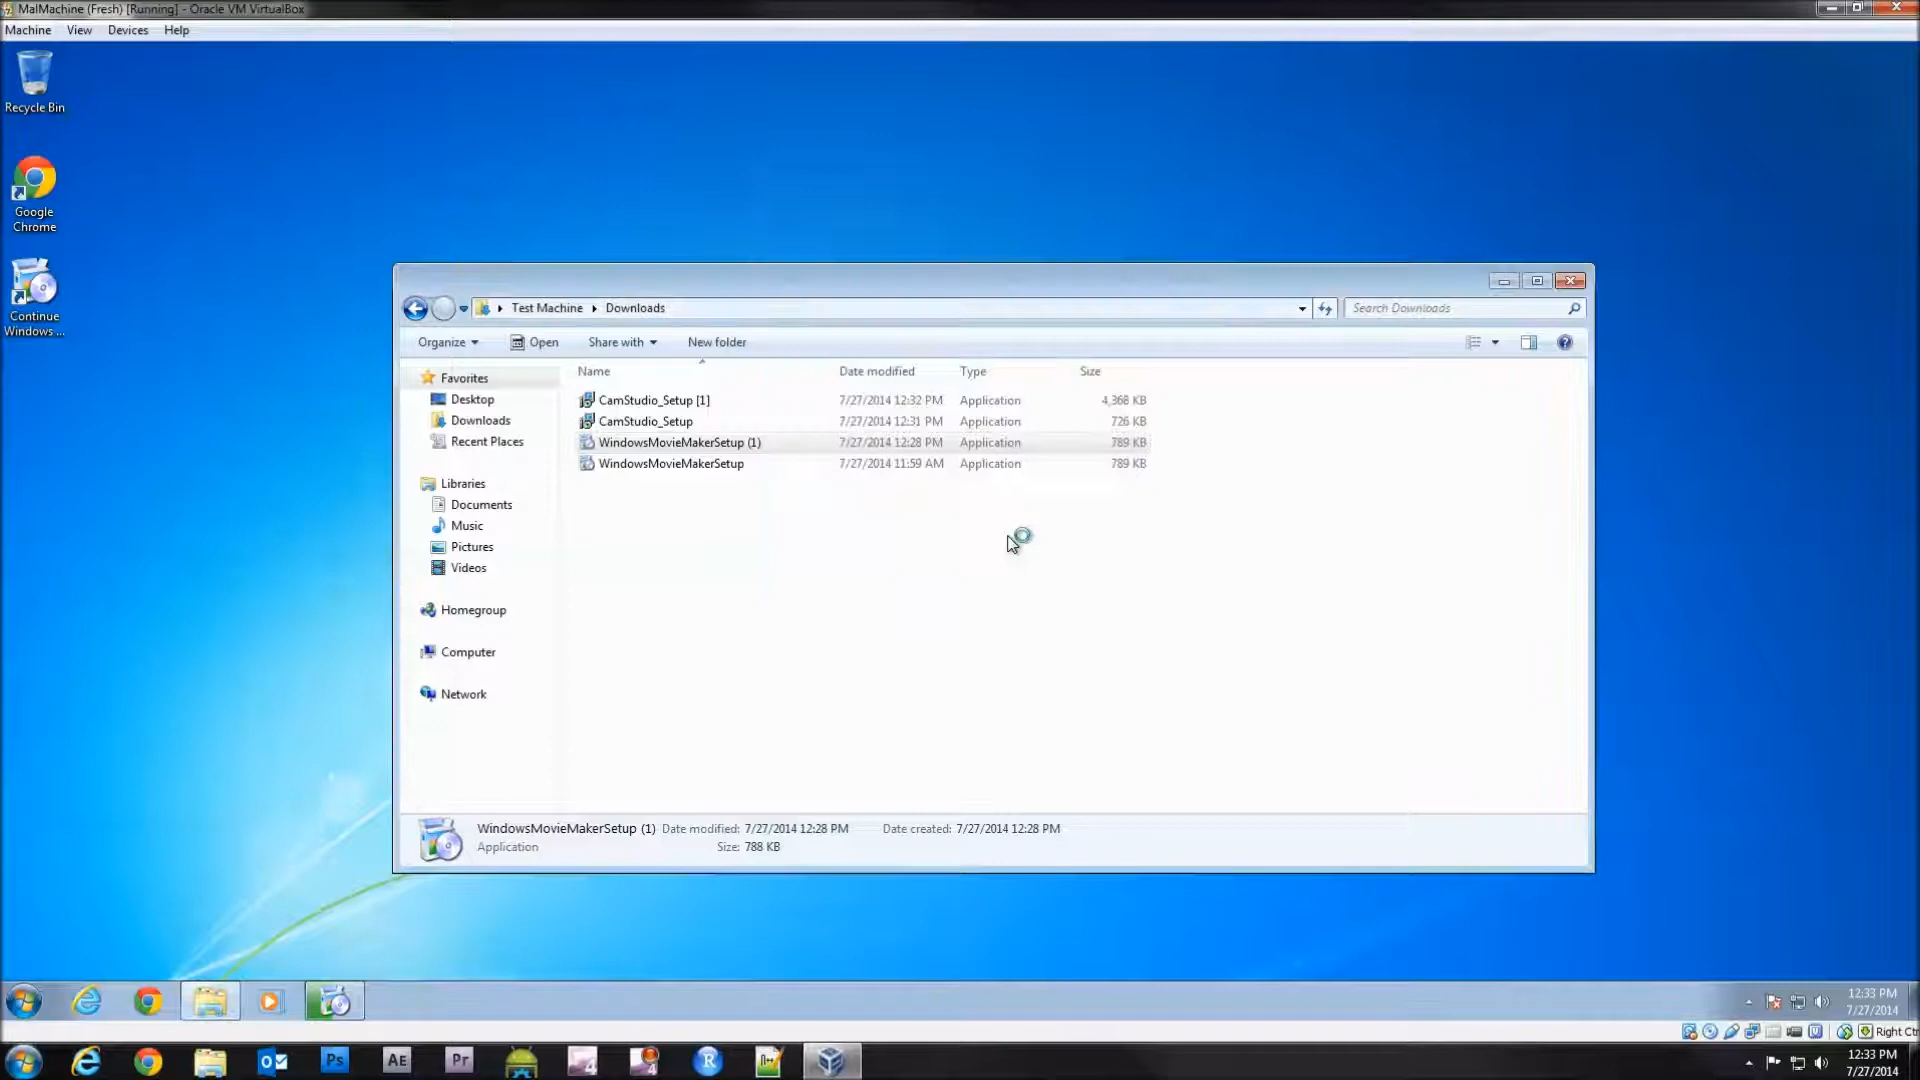 MalMachine (Fresh) [Running] - Oracle VM VirtualBox
Machine View Devices Help
Recycle Bin
Google
Chrome
Continue
Windows ...
Test Machine Downloads
Search Downloads
Organize Open Share with New folder
Name Date modified Type Size
Favorites
Desktop
Downloads
Recent Places
Libraries
Documents
Music
Pictures
Videos
Homegroup
Computer
Network
CamStudio_Setup [1] 7/27/2014 12:32 PM Application 4,368 KB
CamStudio_Setup 7/27/2014 12:31 PM Application 726 KB
WindowsMovieMakerSetup (1) 7/27/2014 12:28 PM Application 789 KB
WindowsMovieMakerSetup 7/27/2014 11:59 AM Application 789 KB
WindowsMovieMakerSetup (1) Date modified: 7/27/2014 12:28 PM Date created: 7/27/2014 12:28 PM
Application Size: 788 KB
12:33 PM
7/27/2014
Right Ctr
Ps AE Pr 4 4 R
12:33 PM
7/27/2014